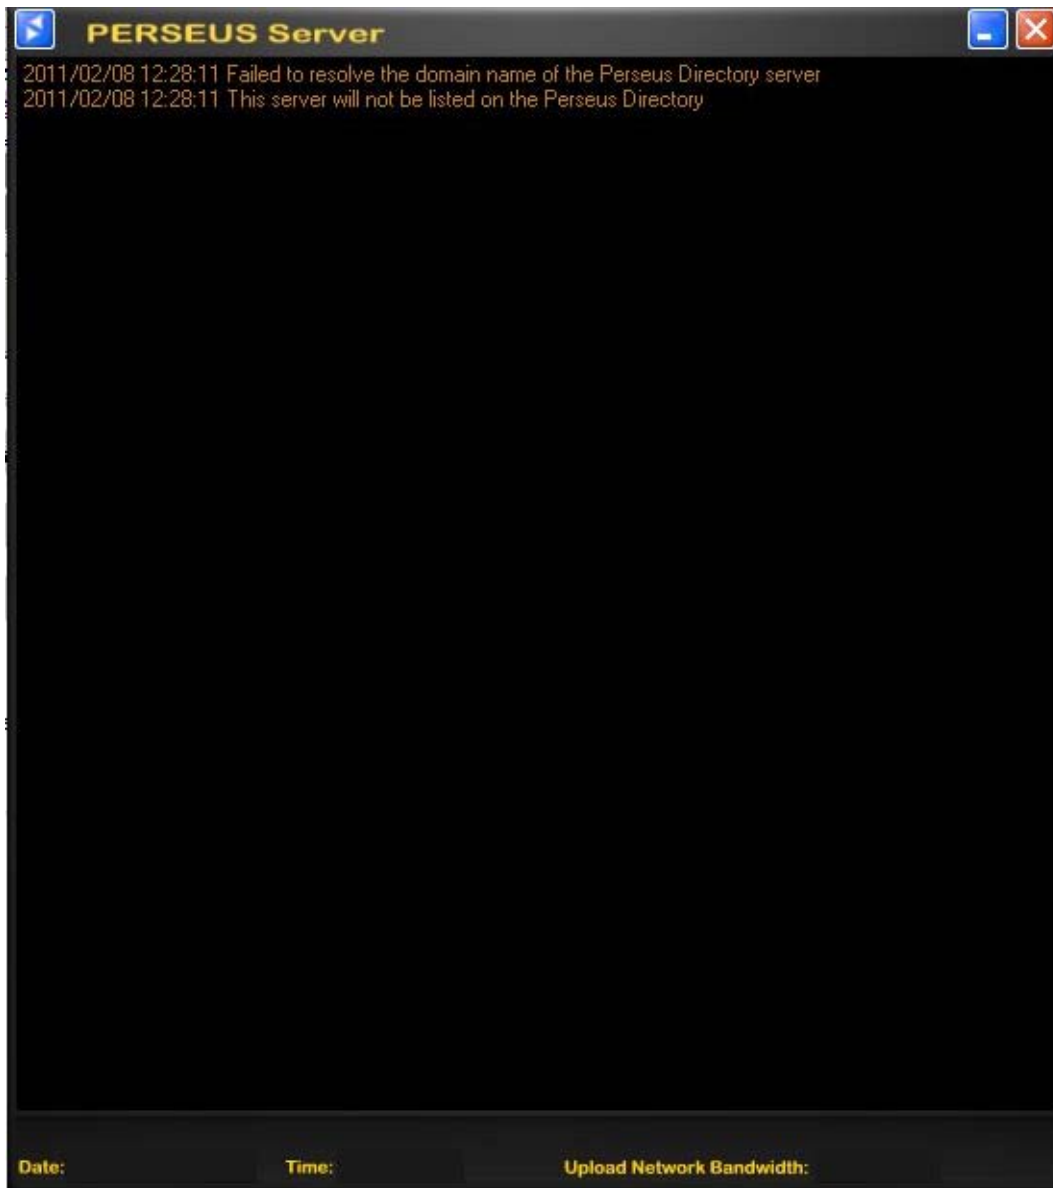 PERSEUS Server
2011/02/08 12:28:11 Failed to resolve the domain name of the Perseus Directory server
2011/02/08 12:28:11 This server will not be listed on the Perseus Directory
Date: Time: Upload Network Bandwidth: